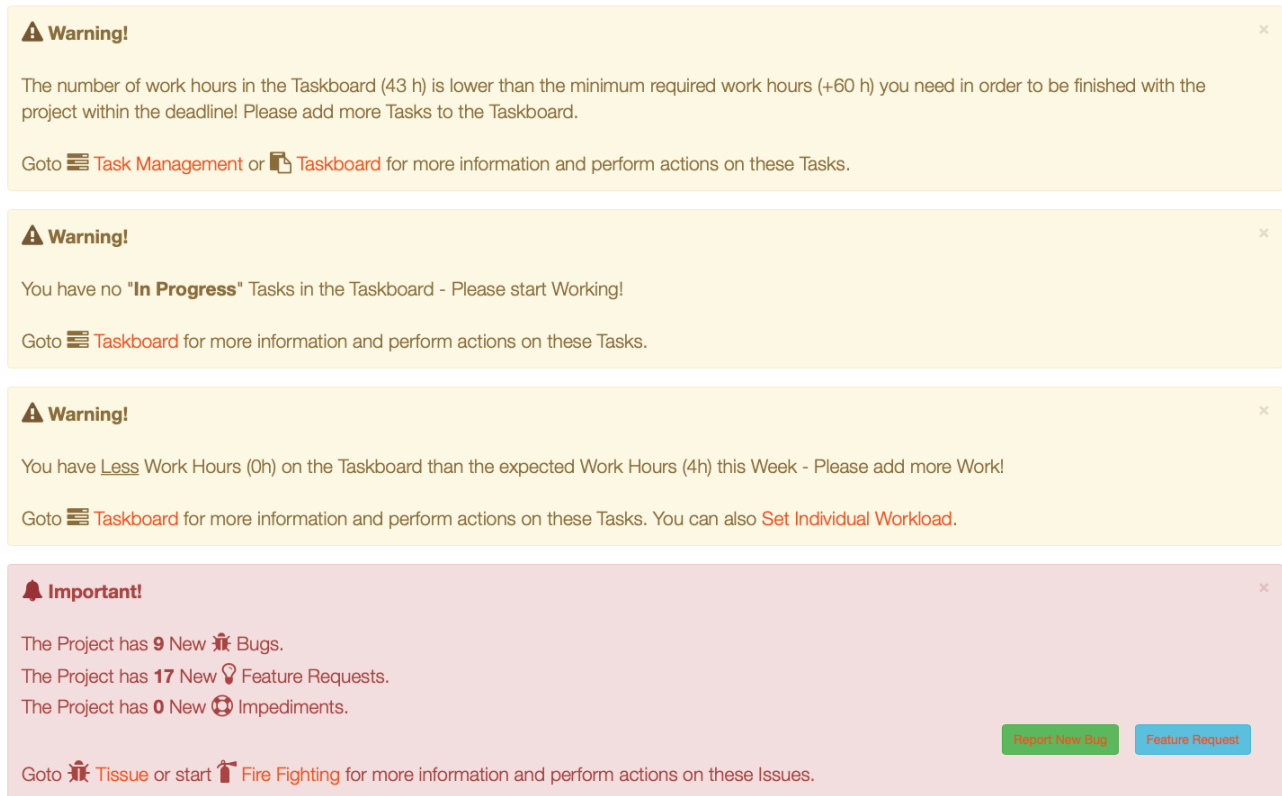 Warning!
×
The number of work hours in the Taskboard (43 h) is lower than the minimum required work hours (+60 h) you need in order to be finished with the
project within the deadline! Please add more Tasks to the Taskboard.
Goto Task Management or Taskboard for more information and perform actions on these Tasks.
Warning!
×
You have no "In Progress" Tasks in the Taskboard - Please start Working!
Goto Taskboard for more information and perform actions on these Tasks.
Warning!
×
You have Less Work Hours (0h) on the Taskboard than the expected Work Hours (4h) this Week - Please add more Work!
Goto Taskboard for more information and perform actions on these Tasks. You can also Set Individual Workload.
Important!
×
The Project has 9 New Bugs.
The Project has 17 New Feature Requests.
The Project has 0 New Impediments.
Report New Bug
Feature Request
Goto Tissue or start Fire Fighting for more information and perform actions on these Issues.